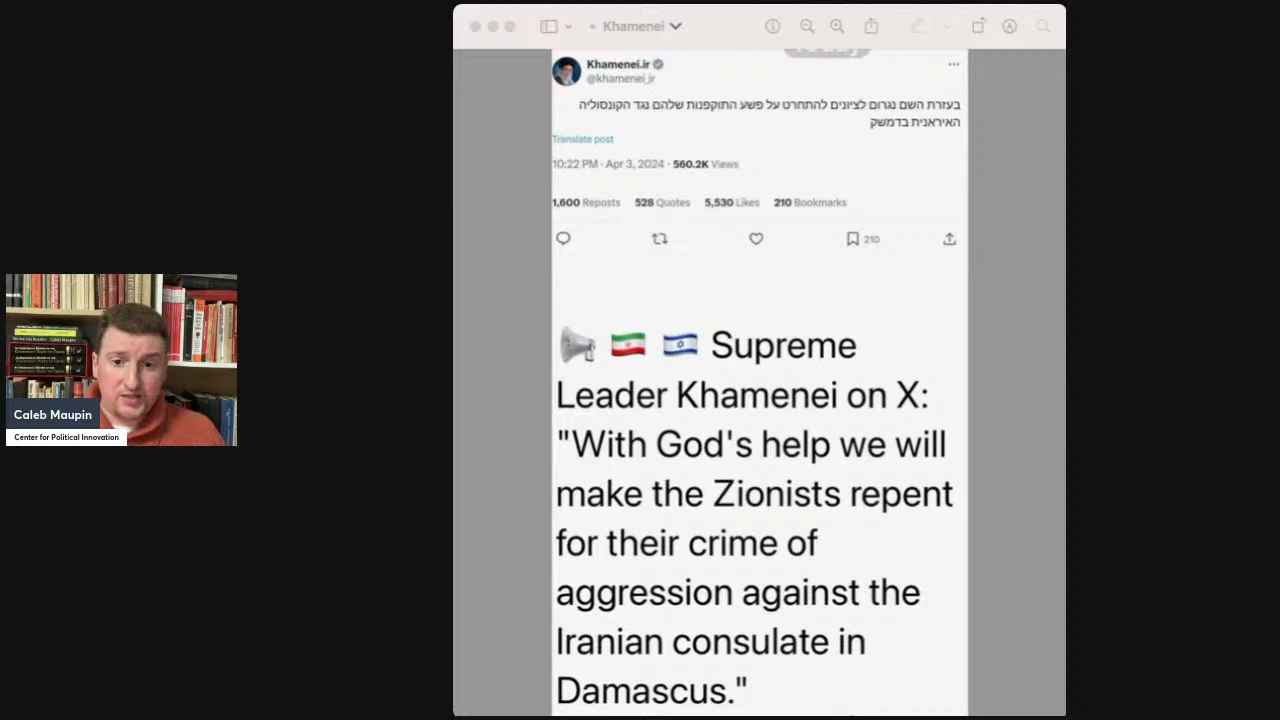 Khamenei
Today
Khamenei.ir
@khamenei_ir
בעזרת השם נגרום לציונים להתחרט על פשע התוקפנות שלהם נגד הקונסוליה
האיראנית בדמשק
Translate post
10:22 PM · Apr 3, 2024 · 560.2K Views
1,600 Reposts 528 Quotes 5,530 Likes 210 Bookmarks
210
Supreme
Leader Khamenei on X:
"With God's help we will
make the Zionists repent
for their crime of
aggression against the
Iranian consulate in
Damascus."
Caleb Maupin
Center for Political Innovation